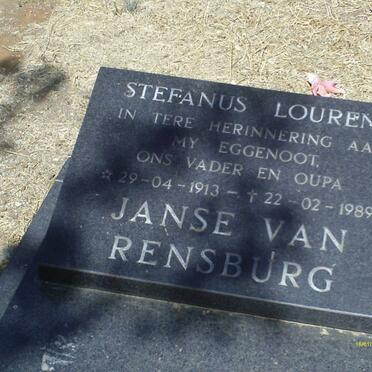 STEFANUS LOUREN
IN TERE HERINNERING AA
MY EGGENOOT,
ONS VADER EN OUPA
☆ 29-04-1913 - ✝ 22-02-1989
JANSE VAN
RENSBURG